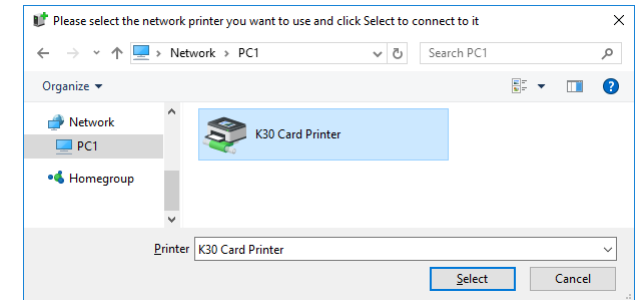 Please select the network printer you want to use and click Select to connect to it
Network > PC1
Search PC1
Organize
Network
PC1
Homegroup
K30 Card Printer
Printer K30 Card Printer
Select Cancel